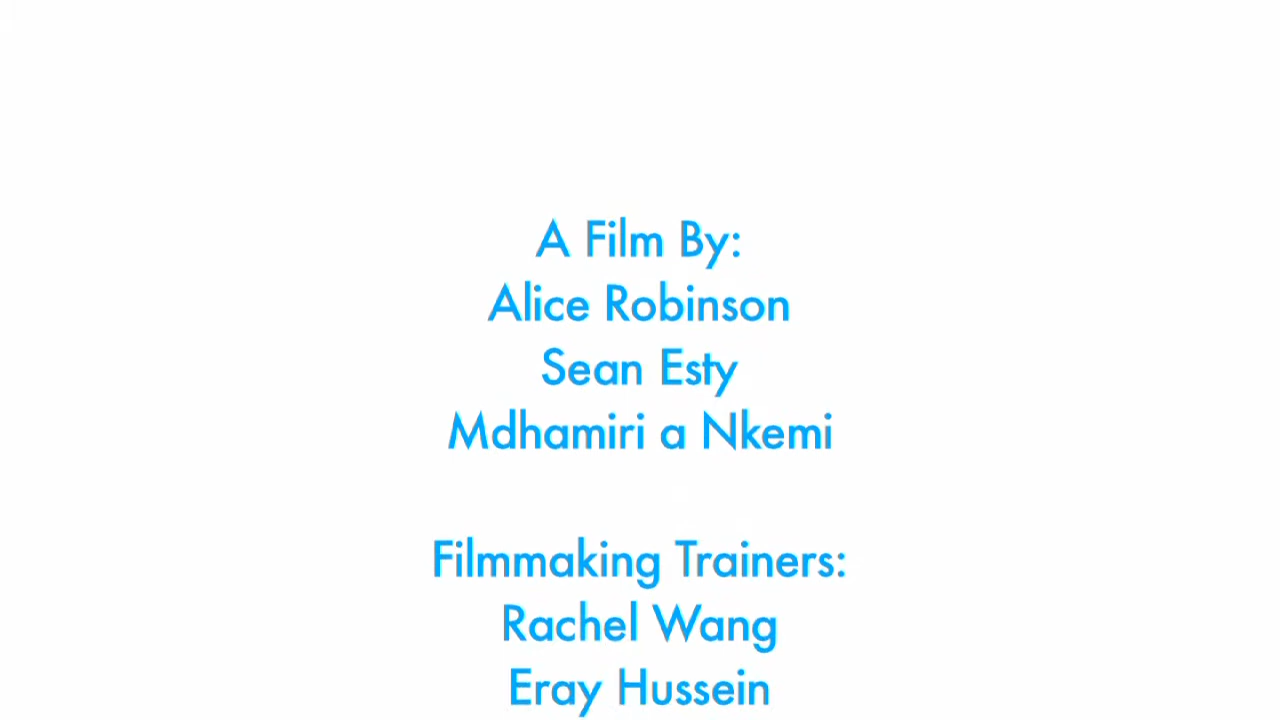 A Film By:
Alice Robinson
Sean Esty
Mdhamiri a Nkemi
Filmmaking Trainers:
Rachel Wang
Eray Hussein